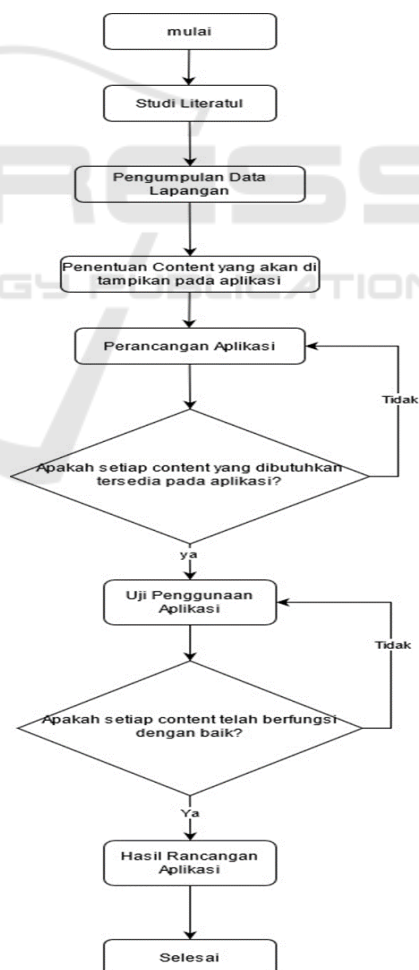 mulai
Studi Literatul
Pengumpulan Data
Lapangan
Penentuan Content yang akan di
tampikan pada aplikasi
Perancangan Aplikasi
Tidak
Apakah setiap content yang dibutuhkan
tersedia pada aplikasi?
ya
Uji Penggunaan
Aplikasi
Tidak
Apakah setiap content telah berfungsi
dengan baik?
Ya
Hasil Rancangan
Aplikasi
Selesai